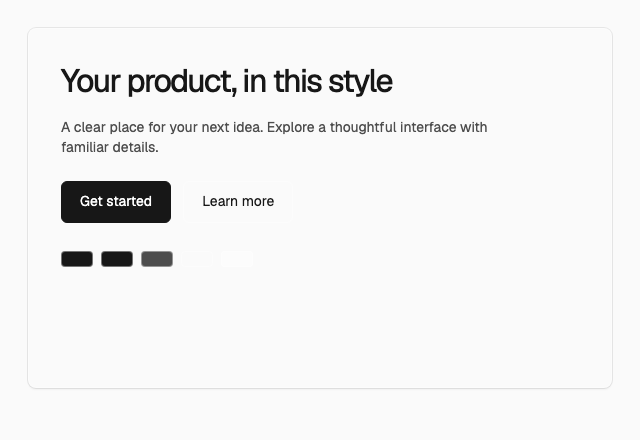 Your product, in this style
A clear place for your next idea. Explore a thoughtful interface with
familiar details.
Get started
Learn more